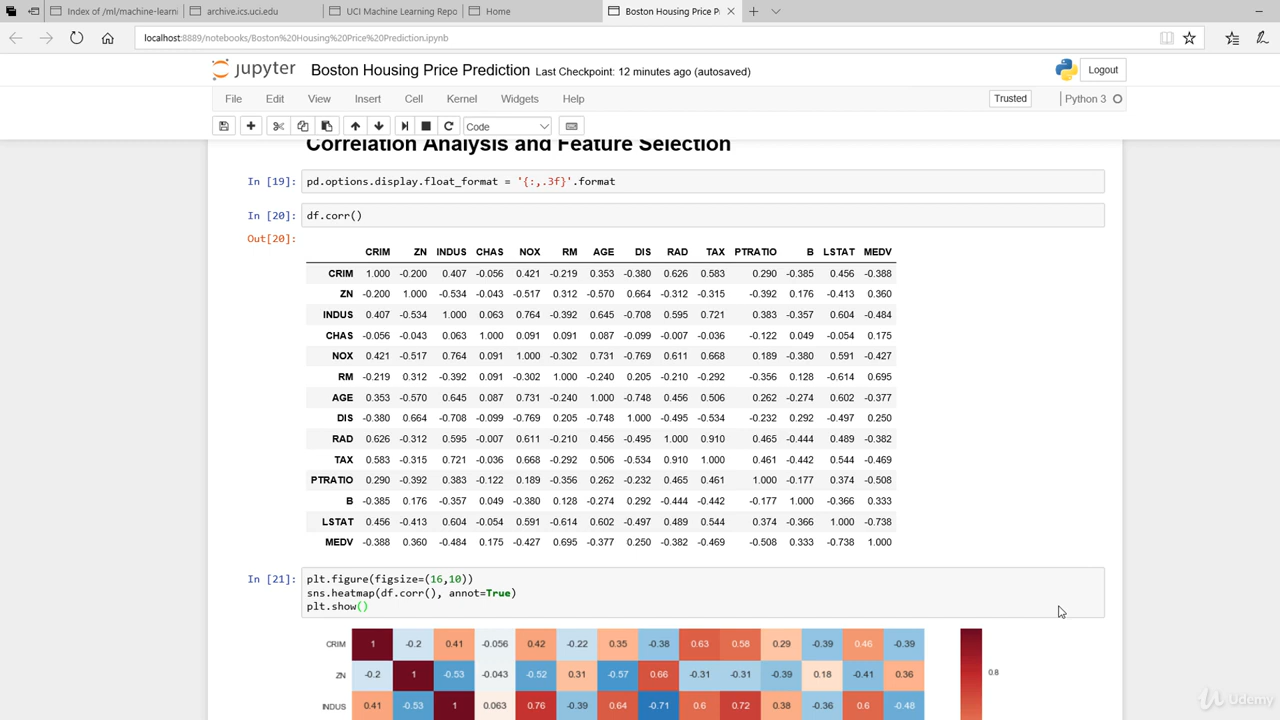 Index of /ml/machine-learni
archive.ics.uci.edu
UCI Machine Learning Repo
Home
Boston Housing Price P
localhost:8889/notebooks/Boston%20Housing%20Price%20Prediction.ipynb
jupyter Boston Housing Price Prediction Last Checkpoint: 12 minutes ago (autosaved) Logout
File Edit View Insert Cell Kernel Widgets Help Trusted Python 3
Code
Correlation Analysis and Feature Selection
In [19]: pd.options.display.float_format = '{:,.3f}'.format
In [20]: df.corr()
Out[20]:
CRIM ZN INDUS CHAS NOX RM AGE DIS RAD TAX PTRATIO B LSTAT MEDV
CRIM 1.000 -0.200 0.407 -0.056 0.421 -0.219 0.353 -0.380 0.626 0.583 0.290 -0.385 0.456 -0.388
ZN -0.200 1.000 -0.534 -0.043 -0.517 0.312 -0.570 0.664 -0.312 -0.315 -0.392 0.176 -0.413 0.360
INDUS 0.407 -0.534 1.000 0.063 0.764 -0.392 0.645 -0.708 0.595 0.721 0.383 -0.357 0.604 -0.484
CHAS -0.056 -0.043 0.063 1.000 0.091 0.091 0.087 -0.099 -0.007 -0.036 -0.122 0.049 -0.054 0.175
NOX 0.421 -0.517 0.764 0.091 1.000 -0.302 0.731 -0.769 0.611 0.668 0.189 -0.380 0.591 -0.427
RM -0.219 0.312 -0.392 0.091 -0.302 1.000 -0.240 0.205 -0.210 -0.292 -0.356 0.128 -0.614 0.695
AGE 0.353 -0.570 0.645 0.087 0.731 -0.240 1.000 -0.748 0.456 0.506 0.262 -0.274 0.602 -0.377
DIS -0.380 0.664 -0.708 -0.099 -0.769 0.205 -0.748 1.000 -0.495 -0.534 -0.232 0.292 -0.497 0.250
RAD 0.626 -0.312 0.595 -0.007 0.611 -0.210 0.456 -0.495 1.000 0.910 0.465 -0.444 0.489 -0.382
TAX 0.583 -0.315 0.721 -0.036 0.668 -0.292 0.506 -0.534 0.910 1.000 0.461 -0.442 0.544 -0.469
PTRATIO 0.290 -0.392 0.383 -0.122 0.189 -0.356 0.262 -0.232 0.465 0.461 1.000 -0.177 0.374 -0.508
B -0.385 0.176 -0.357 0.049 -0.380 0.128 -0.274 0.292 -0.444 -0.442 -0.177 1.000 -0.366 0.333
LSTAT 0.456 -0.413 0.604 -0.054 0.591 -0.614 0.602 -0.497 0.489 0.544 0.374 -0.366 1.000 -0.738
MEDV -0.388 0.360 -0.484 0.175 -0.427 0.695 -0.377 0.250 -0.382 -0.469 -0.508 0.333 -0.738 1.000
In [21]: plt.figure(figsize=(16,10))
sns.heatmap(df.corr(), annot=True)
plt.show()
CRIM 1 -0.2 0.41 -0.056 0.42 -0.22 0.35 -0.38 0.63 0.58 0.29 -0.39 0.46 -0.39
ZN -0.2 1 -0.53 -0.043 -0.52 0.31 -0.57 0.66 -0.31 -0.31 -0.39 0.18 -0.41 0.36
0.8
INDUS 0.41 -0.53 1 0.063 0.76 -0.39 0.64 -0.71 0.6 0.72 0.38 -0.36 0.6 -0.48
Udemy